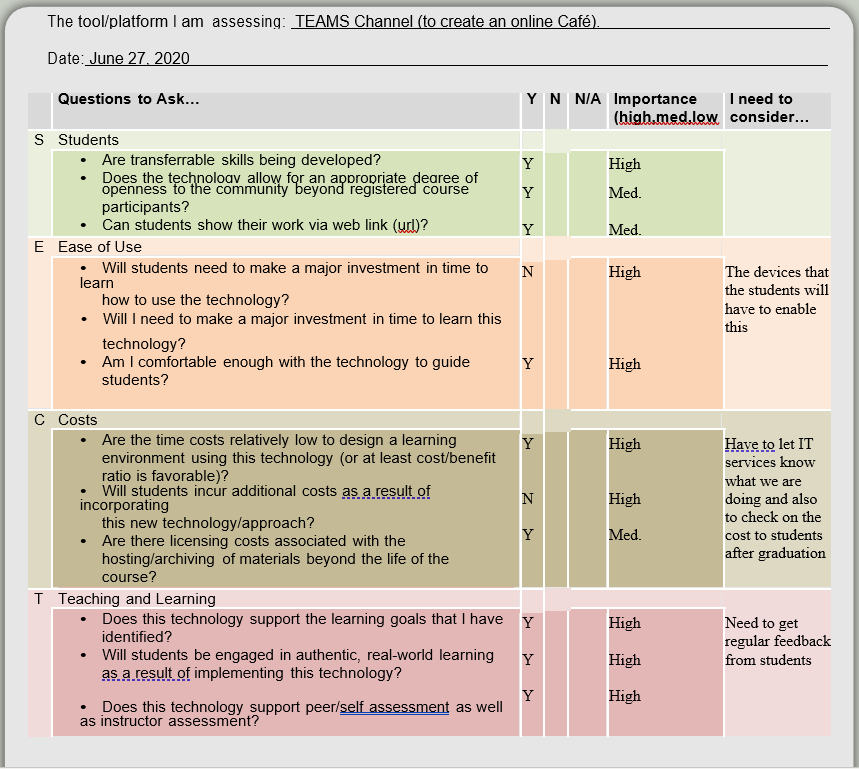 The tool/platform I am assessing: TEAMS Channel (to create an online Café).
Date: June 27, 2020
Questions to Ask… Y N N/A Importance I need to
(high,med,low consider…
S Students
• Are transferrable skills being developed? Y High
• Does the technology allow for an appropriate degree of
openness to the community beyond registered course Y Med.
participants?
• Can students show their work via web link (url)? Y Med.
E Ease of Use
• Will students need to make a major investment in time to N High The devices that
learn the students will
how to use the technology? have to enable
• Will I need to make a major investment in time to learn this this
technology?
• Am I comfortable enough with the technology to guide Y High
students?
C Costs
• Are the time costs relatively low to design a learning Y High Have to let IT
environment using this technology (or at least cost/benefit services know
ratio is favorable)? what we are
• Will students incur additional costs as a result of N High doing and also
incorporating to check on the
this new technology/approach? cost to students
• Are there licensing costs associated with the Y Med. after graduation
hosting/archiving of materials beyond the life of the
course?
T Teaching and Learning
• Does this technology support the learning goals that I have Y High Need to get
identified? regular feedback
• Will students be engaged in authentic, real-world learning Y High from students
as a result of implementing this technology?
Y High
• Does this technology support peer/self assessment as well
as instructor assessment?